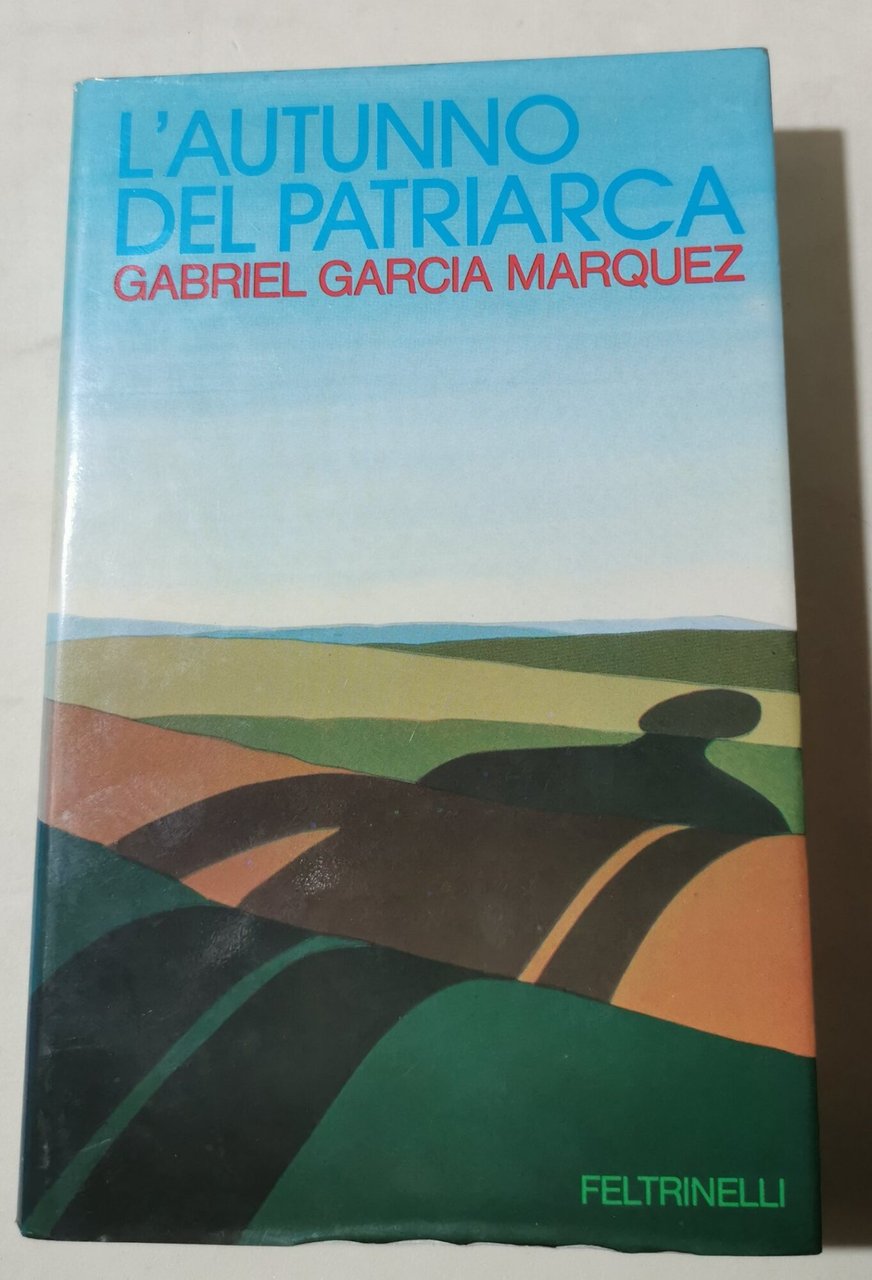 L'AUTUNNO
DEL PATRIARCA
GABRIEL GARCIA MARQUEZ
FELTRINELLI